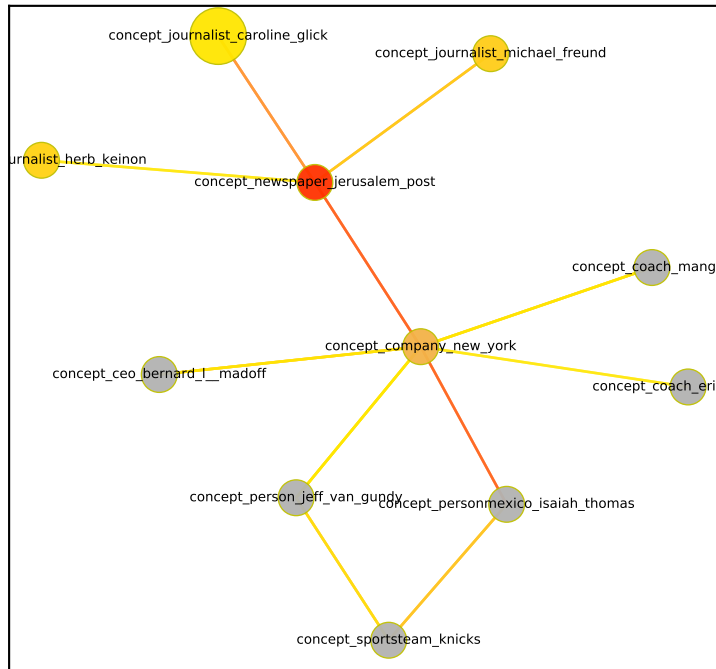 concept_journalist_caroline_glick
concept_journalist_michael_freund
urnalist_herb_keinon
concept_newspaper_jerusalem_post
concept_coach_mang
concept_company_new_york
concept_ceo_bernard_l__madoff
concept_coach_eri
concept_person_jeff_van_gundy
concept_personmexico_isaiah_thomas
concept_sportsteam_knicks